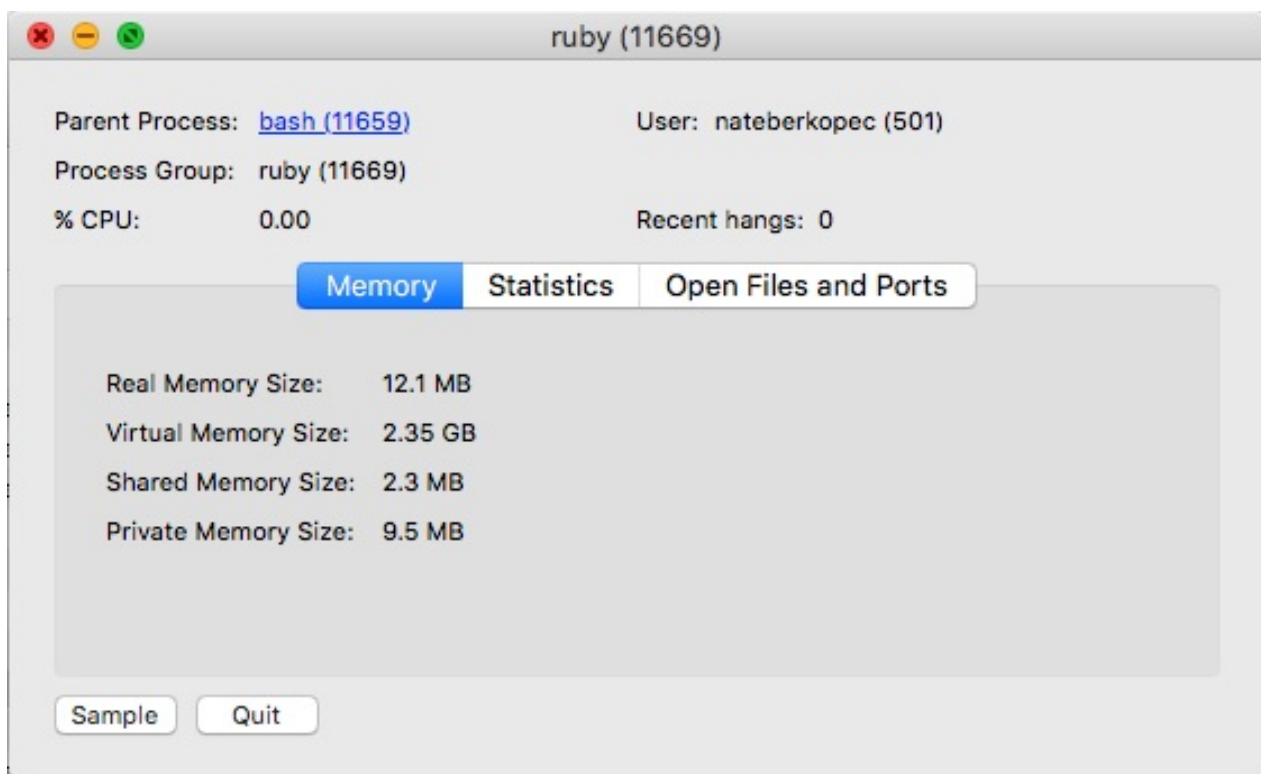 ruby (11669)
Parent Process: bash (11659) User: nateberkopec (501)
Process Group: ruby (11669)
% CPU: 0.00 Recent hangs: 0
Memory Statistics Open Files and Ports
Real Memory Size: 12.1 MB
Virtual Memory Size: 2.35 GB
Shared Memory Size: 2.3 MB
Private Memory Size: 9.5 MB
Sample Quit